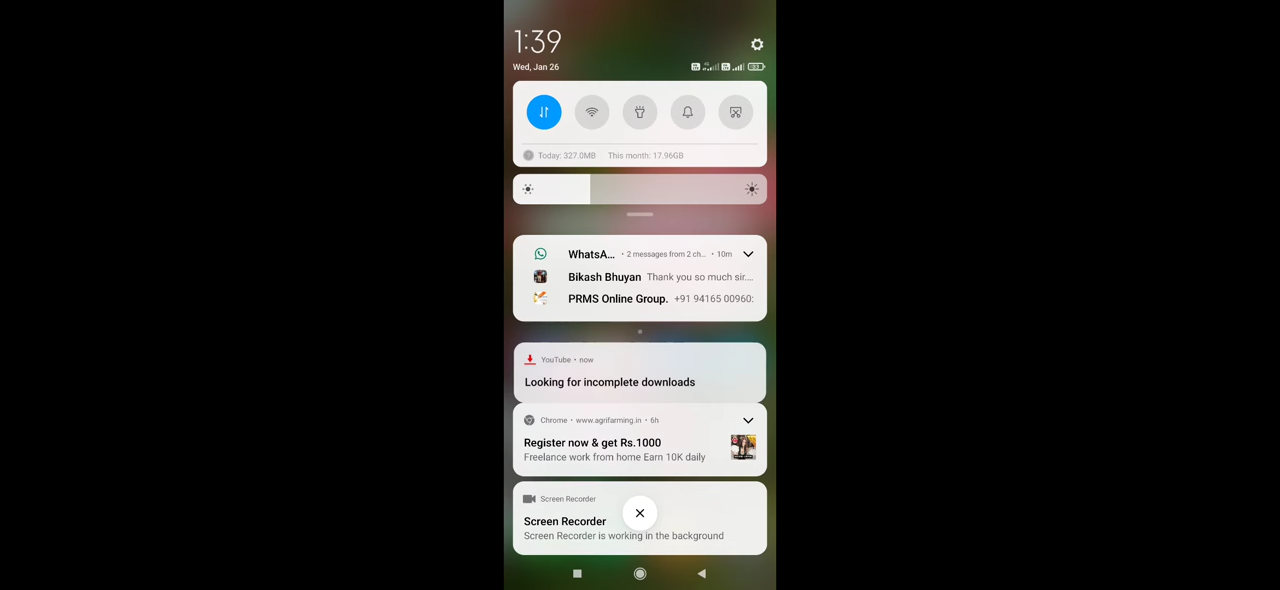 1:39
Wed, Jan 26
Today: 327.0MB This month: 17.96GB
WhatsA... • 2 messages from 2 ch... • 10m
Bikash Bhuyan Thank you so much sir....
PRMS Online Group. +91 94165 00960:
YouTube • now
Looking for incomplete downloads
Chrome • www.agrifarming.in • 6h
Register now & get Rs.1000
Freelance work from home Earn 10K daily
Screen Recorder
Screen Recorder
Screen Recorder is working in the background